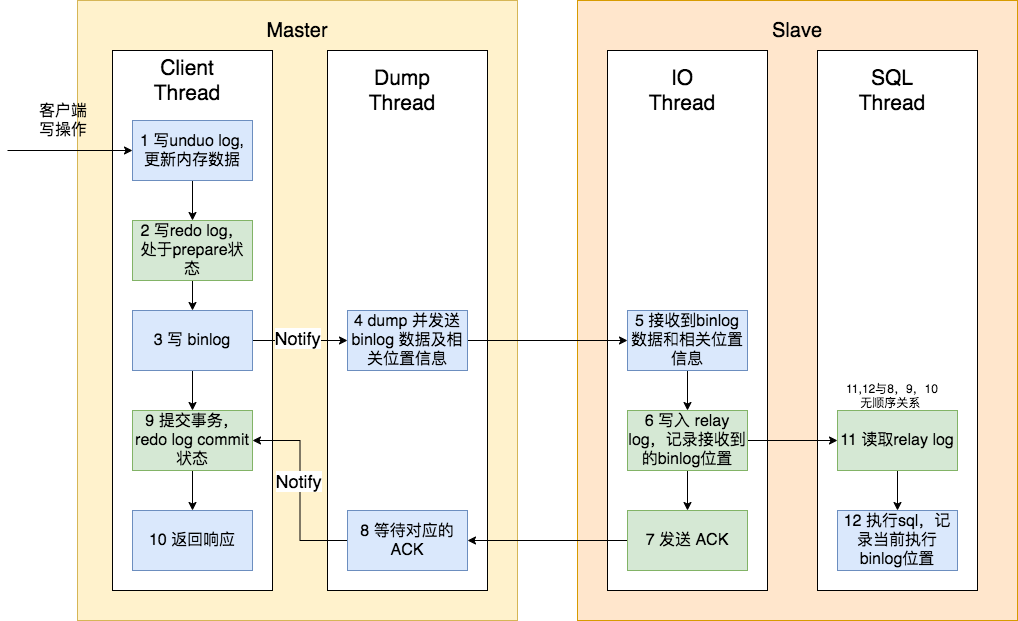 Master
Slave
Client
Thread
Dump
Thread
IO
Thread
SQL
Thread
客户端
写操作
1 写unduo log,
更新内存数据
2 写redo log，
处于prepare状
态
3 写 binlog
Notify
4 dump 并发送
binlog 数据及相
关位置信息
5 接收到binlog
数据和相关位置
信息
11,12与8，9，10
无顺序关系
9 提交事务，
redo log commit
状态
6 写入 relay
log，记录接收到
的binlog位置
11 读取relay log
Notify
10 返回响应
8 等待对应的
ACK
7 发送 ACK
12 执行sql，记
录当前执行
binlog位置